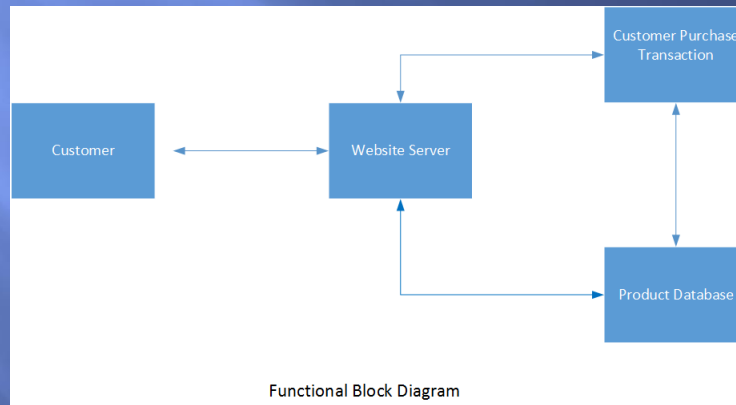 Customer Purchase
Transaction
Customer
Website Server
Product Database
Functional Block Diagram